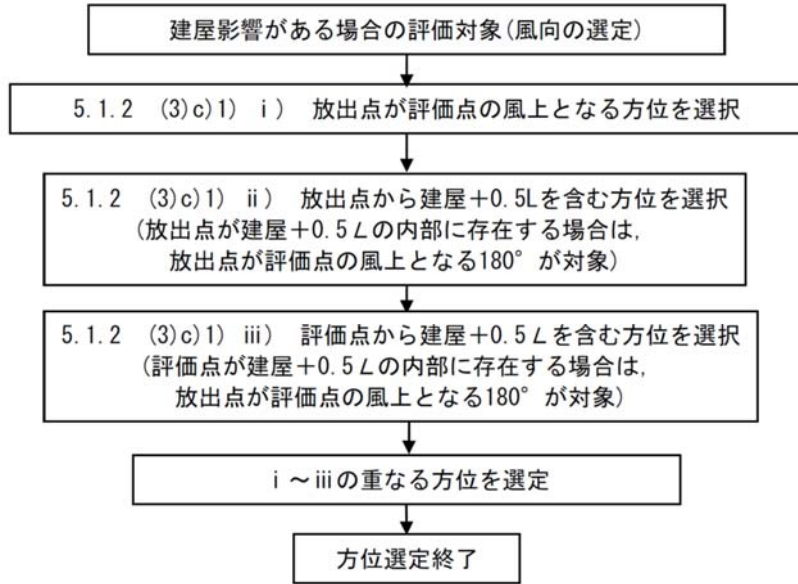 建屋影響がある場合の評価対象(風向の選定)
5.1.2 (3)c)1) ⅰ) 放出点が評価点の風上となる方位を選択
5.1.2 (3)c)1) ⅱ) 放出点から建屋+0.5Lを含む方位を選択
(放出点が建屋+0.5Lの内部に存在する場合は,
放出点が評価点の風上となる180°が対象)
5.1.2 (3)c)1) ⅲ) 評価点から建屋+0.5Lを含む方位を選択
(評価点が建屋+0.5Lの内部に存在する場合は,
放出点が評価点の風上となる180°が対象)
ⅰ~ⅲの重なる方位を選定
方位選定終了